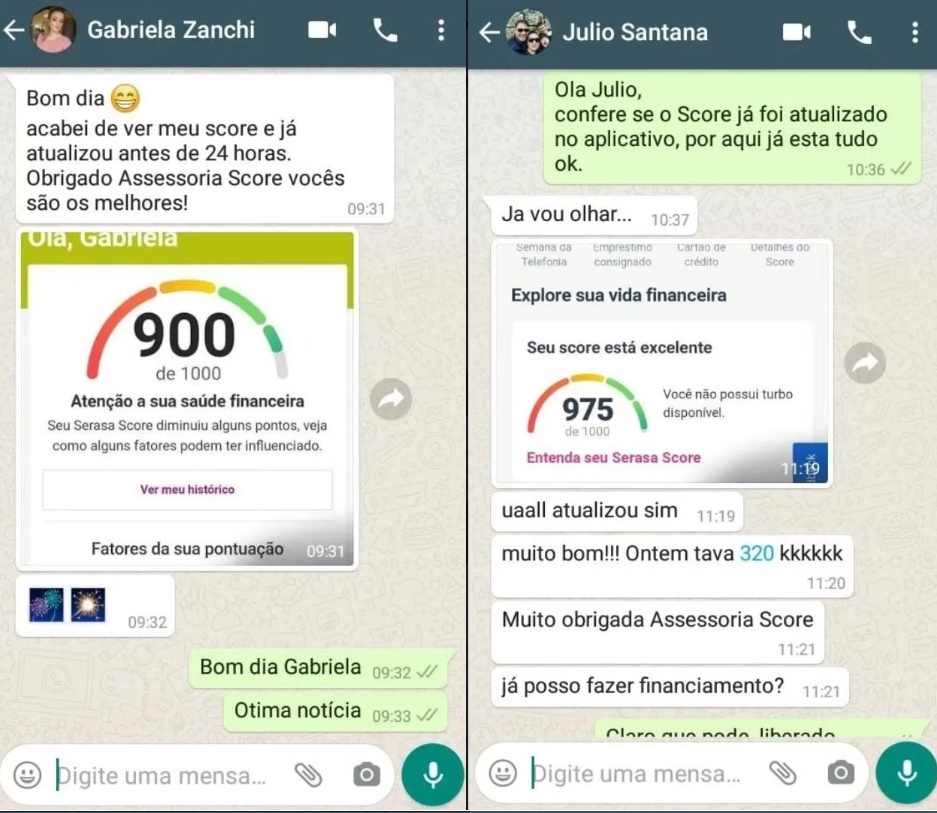 Gabriela Zanchi
Bom dia
acabei de ver meu score e já
atualizou antes de 24 horas.
Obrigado Assessoria Score vocês
são os melhores!
09:31
Olá, Gabriela
900
de 1000
Atenção a sua saúde financeira
Seu Serasa Score diminuiu alguns pontos, veja
como alguns fatores podem ter influenciado.
Ver meu histórico
Fatores da sua pontuação
09:31
09:32
Bom dia Gabriela 09:32
Otima notícia 09:33
Digite uma mensa...
Julio Santana
Ola Julio,
confere se o Score já foi atualizado
no aplicativo, por aqui já esta tudo
ok.
10:36
Ja vou olhar... 10:37
Semana da Emprestimo Cartao de Detalhes do
Telefonia consignado crédito Score
Explore sua vida financeira
Seu score está excelente
975
de 1000
Você não possui turbo
disponível.
Entenda seu Serasa Score
11:19
uaall atualizou sim 11:19
muito bom!!! Ontem tava 320 kkkkkk
11:20
Muito obrigada Assessoria Score
11:21
já posso fazer financiamento? 11:21
Claro que pode, liberado
Digite uma mensa...